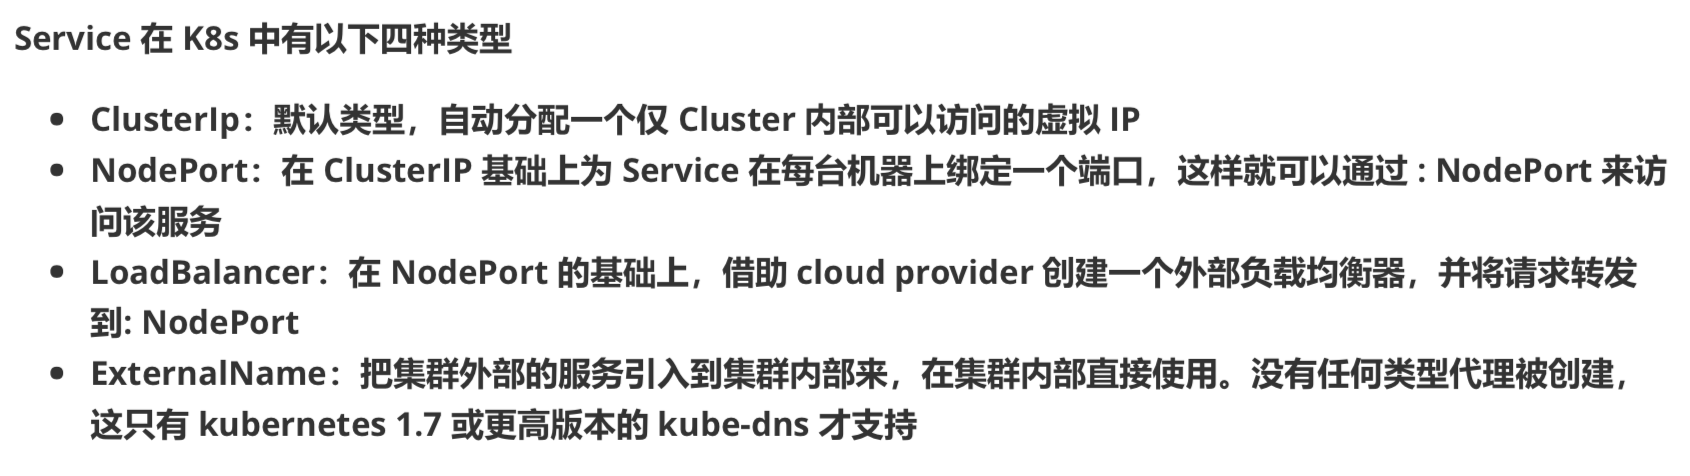 Service 在 K8s 中有以下四种类型
• ClusterIp：默认类型，自动分配一个仅 Cluster 内部可以访问的虚拟 IP
• NodePort：在 ClusterIP 基础上为 Service 在每台机器上绑定一个端口，这样就可以通过 : NodePort 来访
问该服务
• LoadBalancer：在 NodePort 的基础上，借助 cloud provider 创建一个外部负载均衡器，并将请求转发
到: NodePort
• ExternalName：把集群外部的服务引入到集群内部来，在集群内部直接使用。没有任何类型代理被创建，
这只有 kubernetes 1.7 或更高版本的 kube-dns 才支持